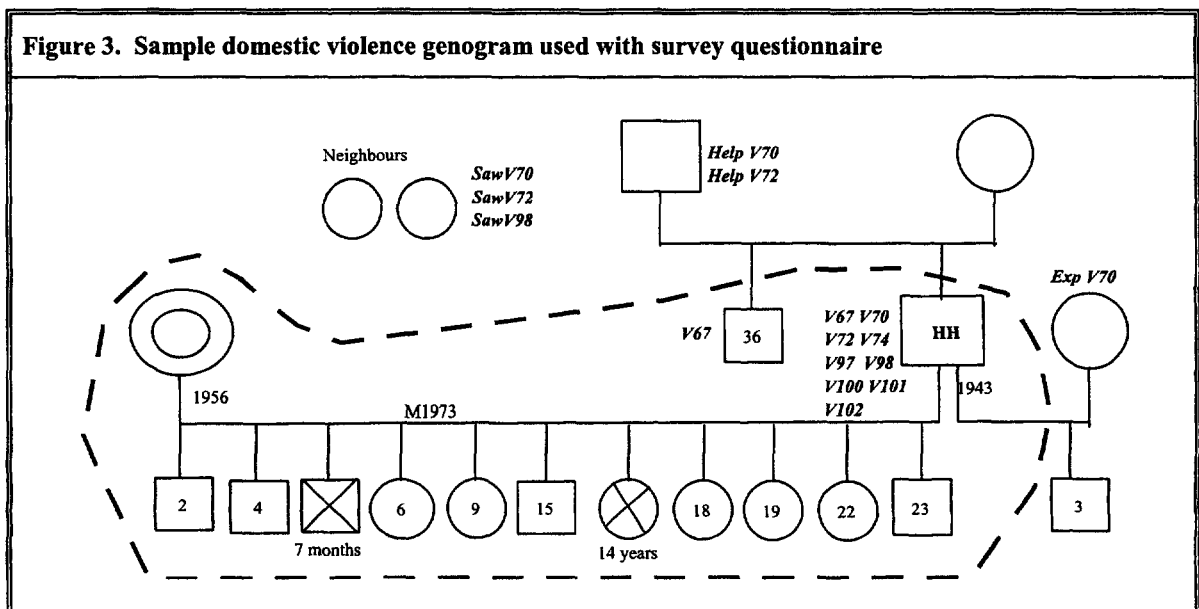 Figure 3. Sample domestic violence genogram used with survey questionnaire
Neighbours
SawV70
SawV72
SawV98
Help V70
Help V72
Exp V70
V67
36
V67 V70
V72 V74
V97 V98
V100 V101
V102
HH
1956
M1973
1943
2
4
6
9
15
18
19
22
23
3
7 months
14 years